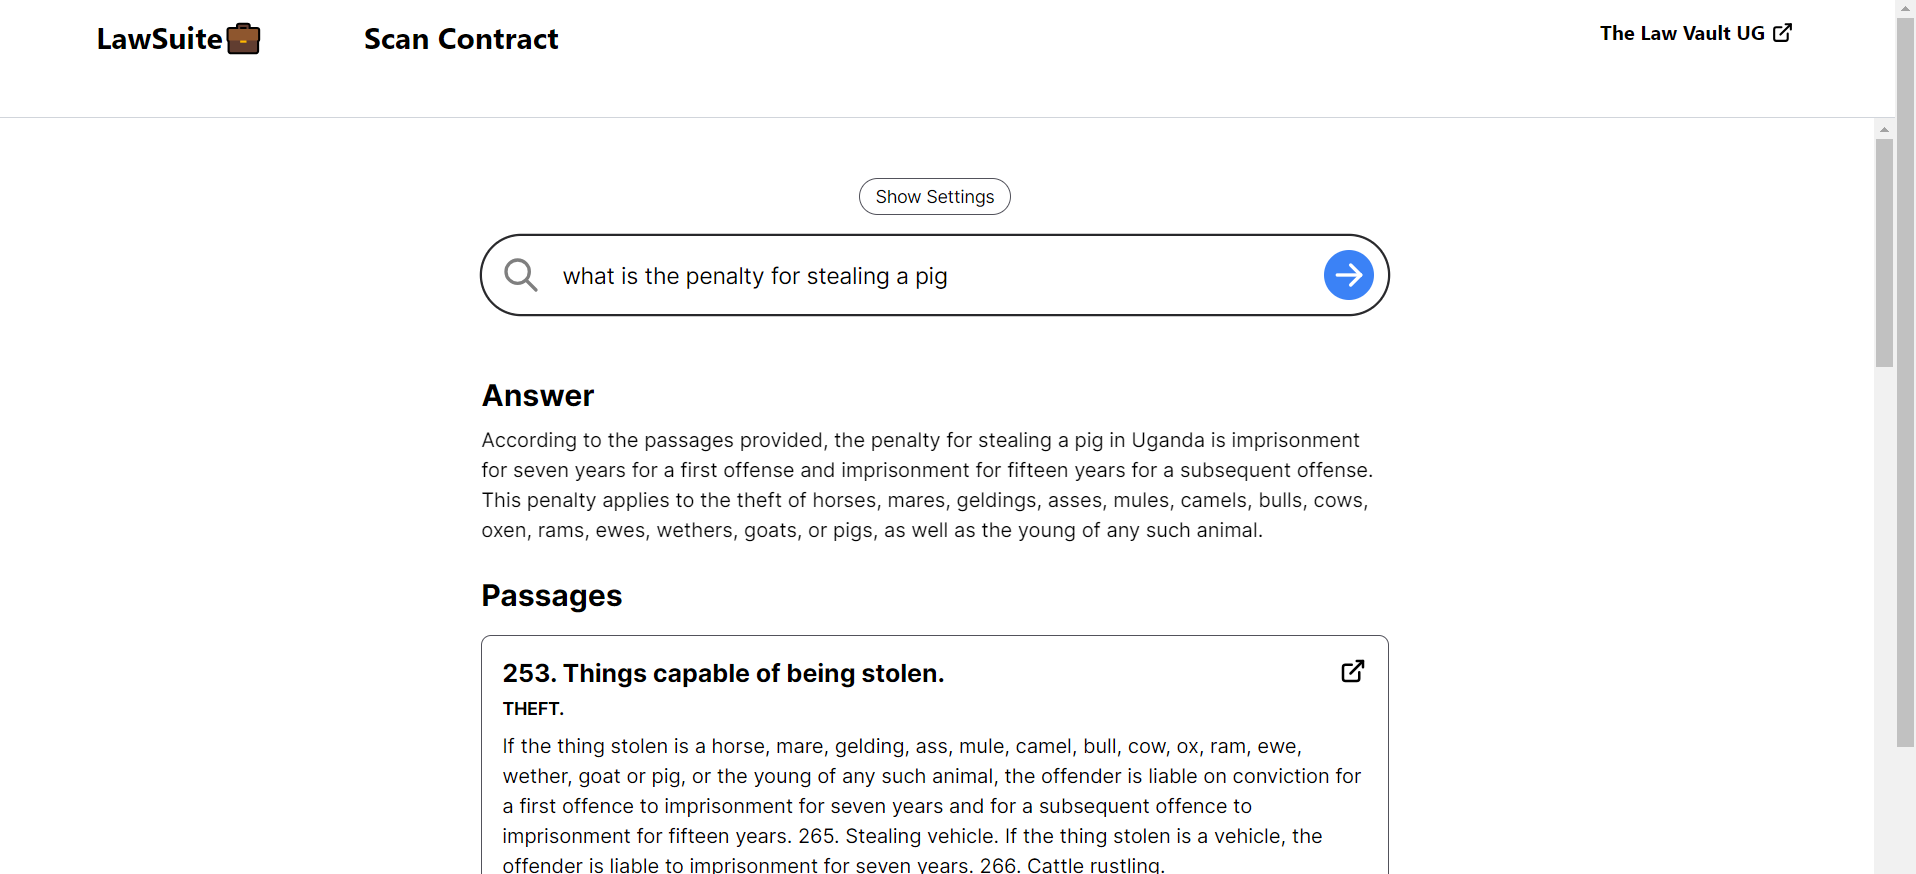 LawSuite
Scan Contract
The Law Vault UG
Show Settings
what is the penalty for stealing a pig
Answer
According to the passages provided, the penalty for stealing a pig in Uganda is imprisonment
for seven years for a first offense and imprisonment for fifteen years for a subsequent offense.
This penalty applies to the theft of horses, mares, geldings, asses, mules, camels, bulls, cows,
oxen, rams, ewes, wethers, goats, or pigs, as well as the young of any such animal.
Passages
253. Things capable of being stolen.
THEFT.
If the thing stolen is a horse, mare, gelding, ass, mule, camel, bull, cow, ox, ram, ewe,
wether, goat or pig, or the young of any such animal, the offender is liable on conviction for
a first offence to imprisonment for seven years and for a subsequent offence to
imprisonment for fifteen years. 265. Stealing vehicle. If the thing stolen is a vehicle, the
offender is liable to imprisonment for seven years. 266. Cattle rustling.